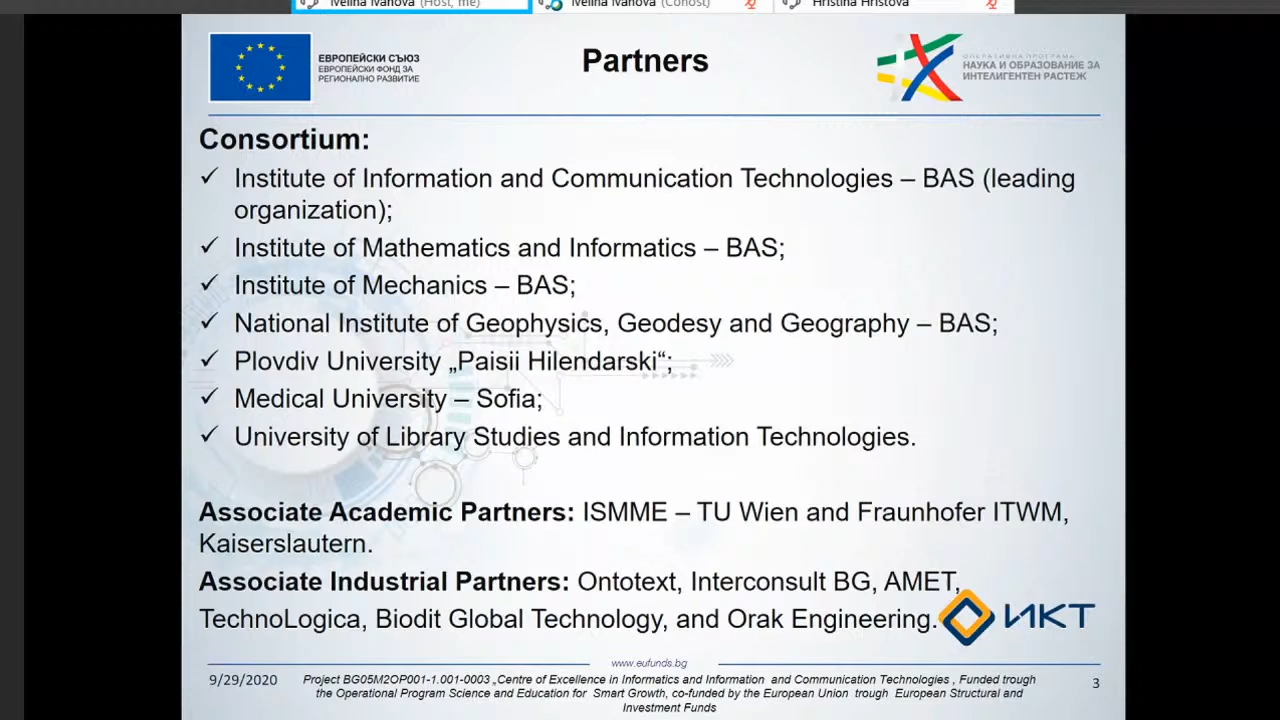 Ivelina Ivanova (Host, me)
Ivelina Ivanova (Cohost)
Hristina Hristova
ЕВРОПЕЙСКИ СЪЮЗ
ЕВРОПЕЙСКИ ФОНД ЗА
РЕГИОНАЛНО РАЗВИТИЕ
Partners
ОПЕРАТИВНА ПРОГРАМА
НАУКА И ОБРАЗОВАНИЕ ЗА
ИНТЕЛИГЕНТЕН РАСТЕЖ
Consortium:
✓ Institute of Information and Communication Technologies – BAS (leading
organization);
✓ Institute of Mathematics and Informatics – BAS;
✓ Institute of Mechanics – BAS;
✓ National Institute of Geophysics, Geodesy and Geography – BAS;
✓ Plovdiv University „Paisii Hilendarski“;
✓ Medical University – Sofia;
✓ University of Library Studies and Information Technologies.
Associate Academic Partners: ISMME – TU Wien and Fraunhofer ITWM,
Kaiserslautern.
Associate Industrial Partners: Ontotext, Interconsult BG, AMET,
TechnoLogica, Biodit Global Technology, and Orak Engineering.
ИКТ
www.eufunds.bg
9/29/2020
Project BG05M2OP001-1.001-0003 „Centre of Excellence in Informatics and Information and Communication Technologies , Funded trough
the Operational Program Science and Education for Smart Growth, co-funded by the European Union trough European Structural and
Investment Funds
3